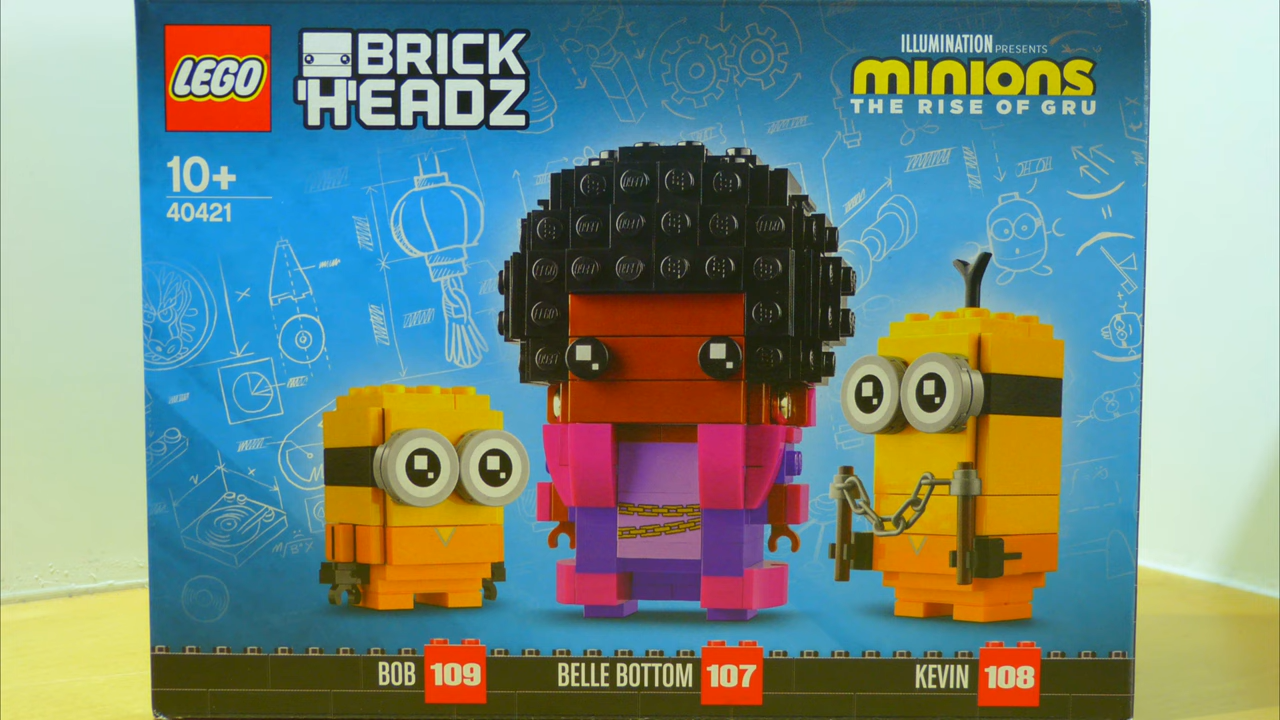 LEGO
BRICK
HEADZ
ILLUMINATION PRESENTS
MINIONS
THE RISE OF GRU
10+
40421
BOB 109
BELLE BOTTOM 107
KEVIN 108